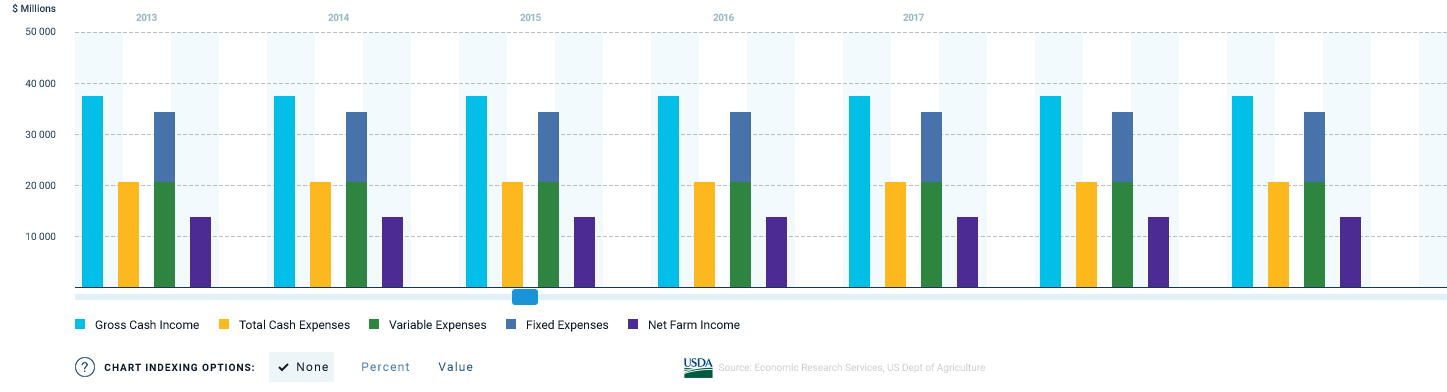 $ Millions
2013 2014 2015 2016 2017
50 000
40 000
30 000
20 000
10 000
Gross Cash Income Total Cash Expenses Variable Expenses Fixed Expenses Net Farm Income
? CHART INDEXING OPTIONS: None Percent Value USDA Source: Economic Research Services, US Dept of Agriculture